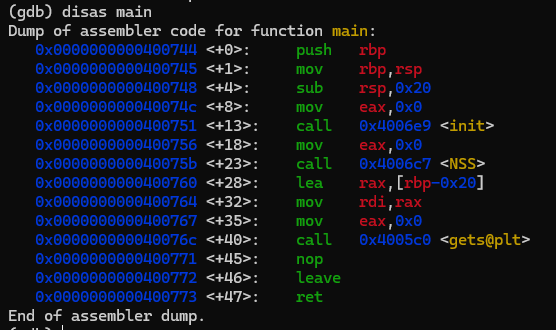 (gdb) disas main
Dump of assembler code for function main:
   0x0000000000400744 <+0>:     push   rbp
   0x0000000000400745 <+1>:     mov    rbp,rsp
   0x0000000000400748 <+4>:     sub    rsp,0x20
   0x000000000040074c <+8>:     mov    eax,0x0
   0x0000000000400751 <+13>:    call   0x4006e9 <init>
   0x0000000000400756 <+18>:    mov    eax,0x0
   0x000000000040075b <+23>:    call   0x4006c7 <NSS>
   0x0000000000400760 <+28>:    lea    rax,[rbp-0x20]
   0x0000000000400764 <+32>:    mov    rdi,rax
   0x0000000000400767 <+35>:    mov    eax,0x0
   0x000000000040076c <+40>:    call   0x4005c0 <gets@plt>
   0x0000000000400771 <+45>:    nop
   0x0000000000400772 <+46>:    leave
   0x0000000000400773 <+47>:    ret
End of assembler dump.